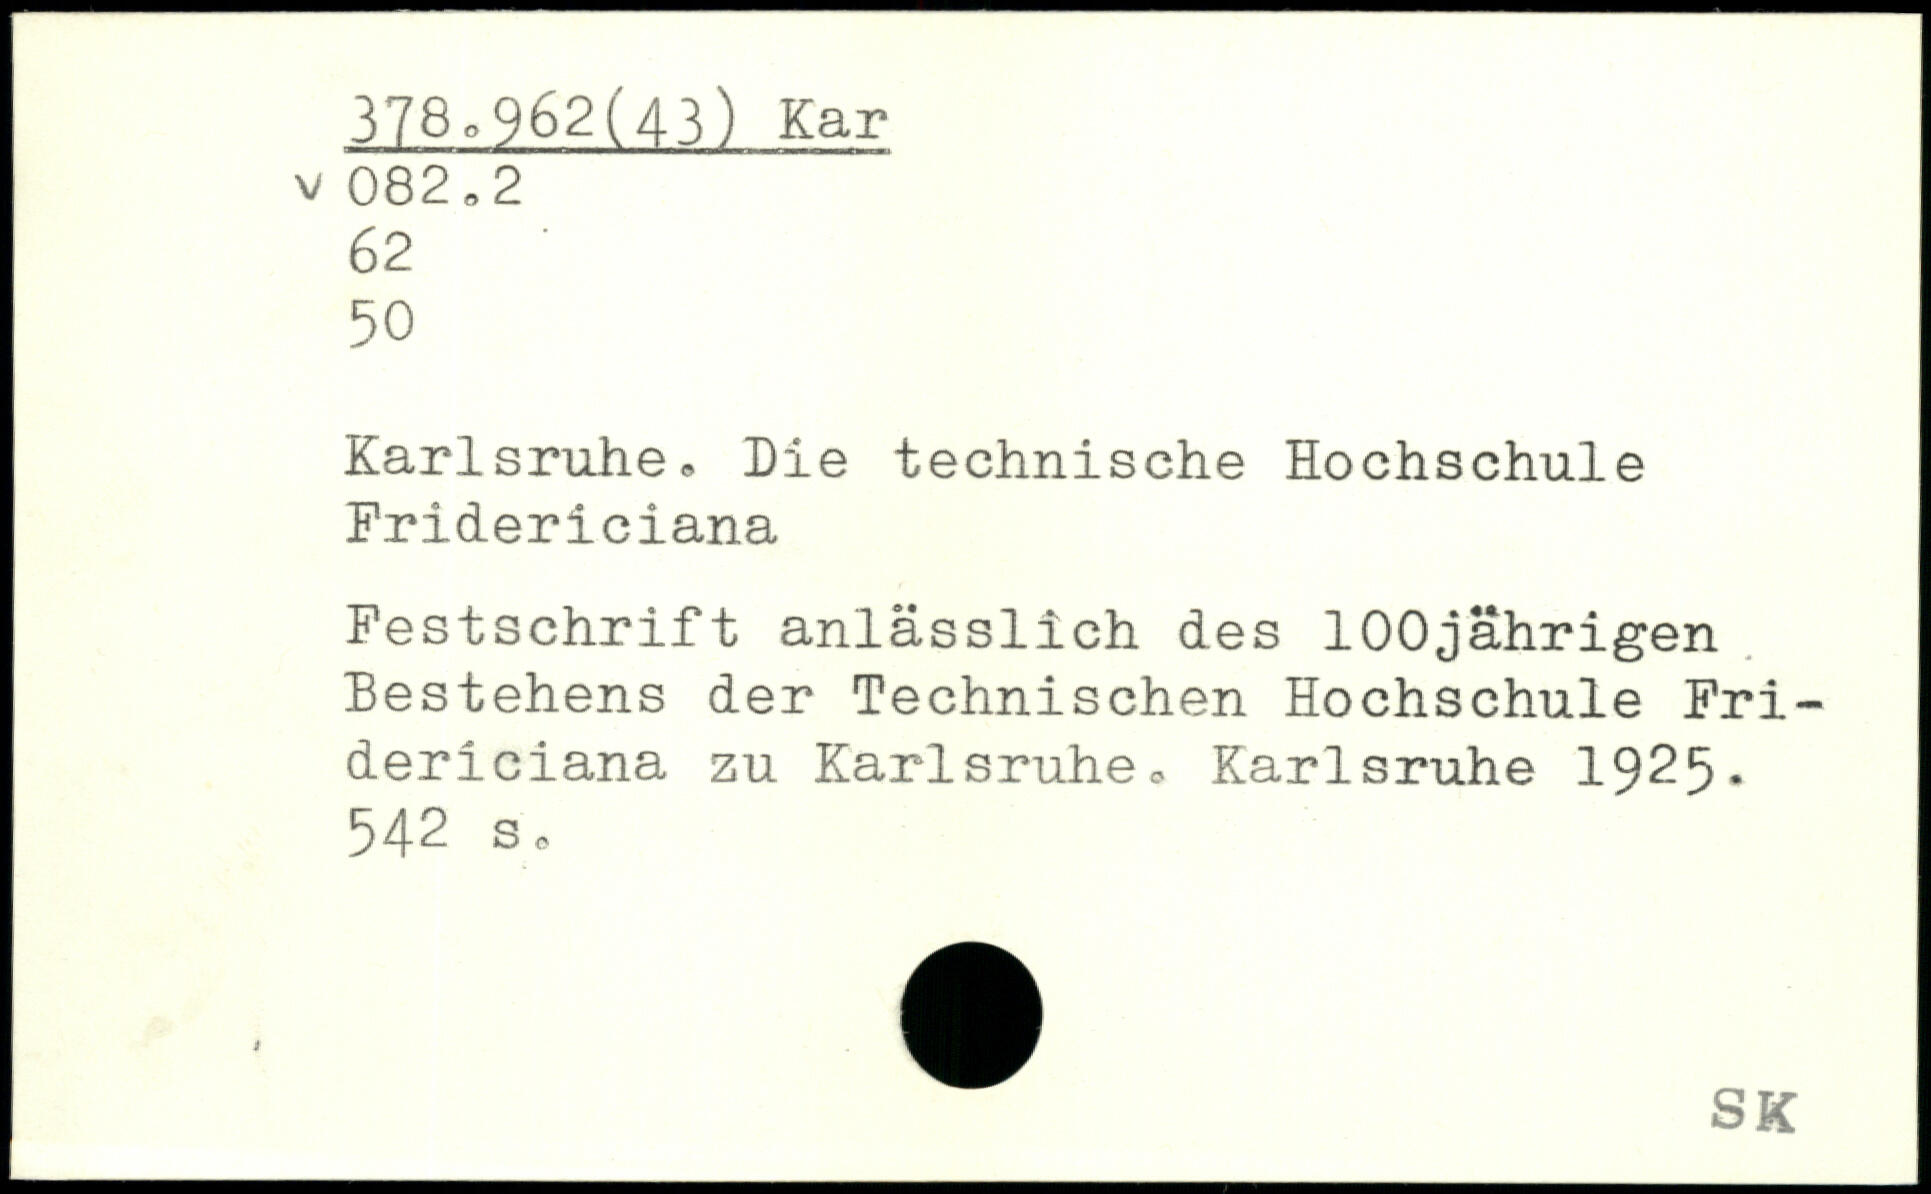 378.962(43) Kar
v 082.2
62
50
Karlsruhe. Die technische Hochschule
Fridericiana
Festschrift anlässlich des 100jährigen
Bestehens der Technischen Hochschule Fri-
dericiana zu Karlsruhe. Karlsruhe 1925.
542 s.
SK